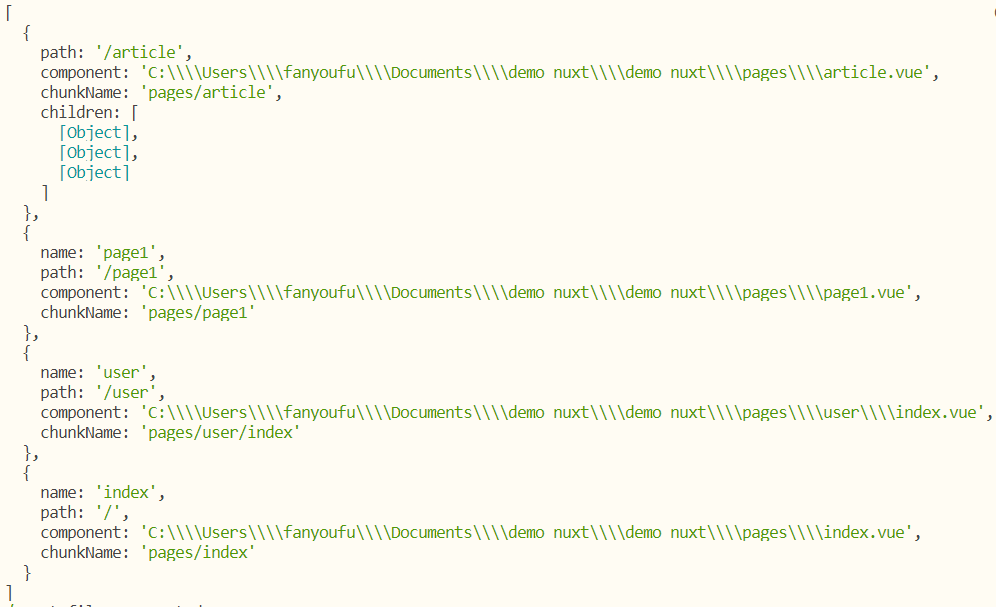 [
  {
    path: '/article',
    component: 'C:\\\\Users\\\\fanyoufu\\\\Documents\\\\demo nuxt\\\\demo nuxt\\\\pages\\\\article.vue',
    chunkName: 'pages/article',
    children: [
      [Object],
      [Object],
      [Object]
    ]
  },
  {
    name: 'page1',
    path: '/page1',
    component: 'C:\\\\Users\\\\fanyoufu\\\\Documents\\\\demo nuxt\\\\demo nuxt\\\\pages\\\\page1.vue',
    chunkName: 'pages/page1'
  },
  {
    name: 'user',
    path: '/user',
    component: 'C:\\\\Users\\\\fanyoufu\\\\Documents\\\\demo nuxt\\\\demo nuxt\\\\pages\\\\user\\\\index.vue',
    chunkName: 'pages/user/index'
  },
  {
    name: 'index',
    path: '/',
    component: 'C:\\\\Users\\\\fanyoufu\\\\Documents\\\\demo nuxt\\\\demo nuxt\\\\pages\\\\index.vue',
    chunkName: 'pages/index'
  }
]